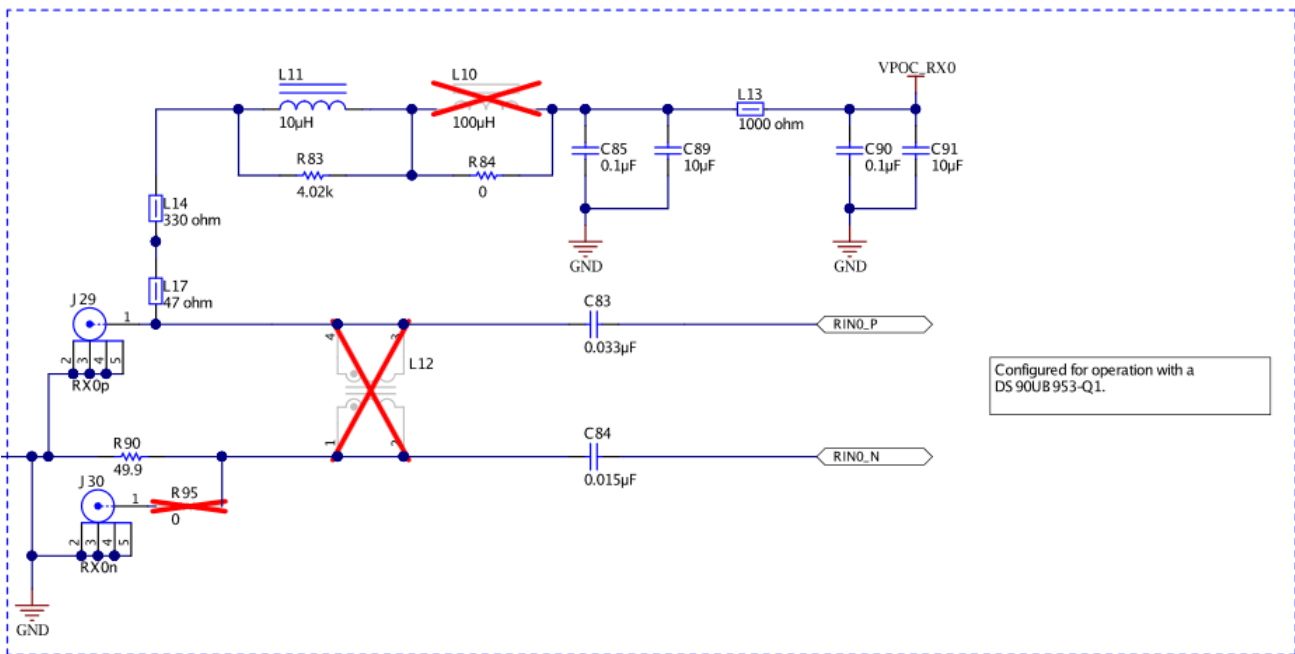 VPOC_RX0
L11
L10
L13
10µH
100µH
1000 ohm
R83
R84
4.02k
0
C85
0.1µF
C89
10µF
C90
0.1µF
C91
10µF
GND
GND
L14
330 ohm
L17
47 ohm
J29
1
2
3
4
5
RX0p
4
3
L12
1
2
C83
0.033µF
RIN0_P
Configured for operation with a
DS90UB953-Q1.
R90
49.9
C84
0.015µF
RIN0_N
J30
1
R95
0
2
3
4
5
RX0n
GND